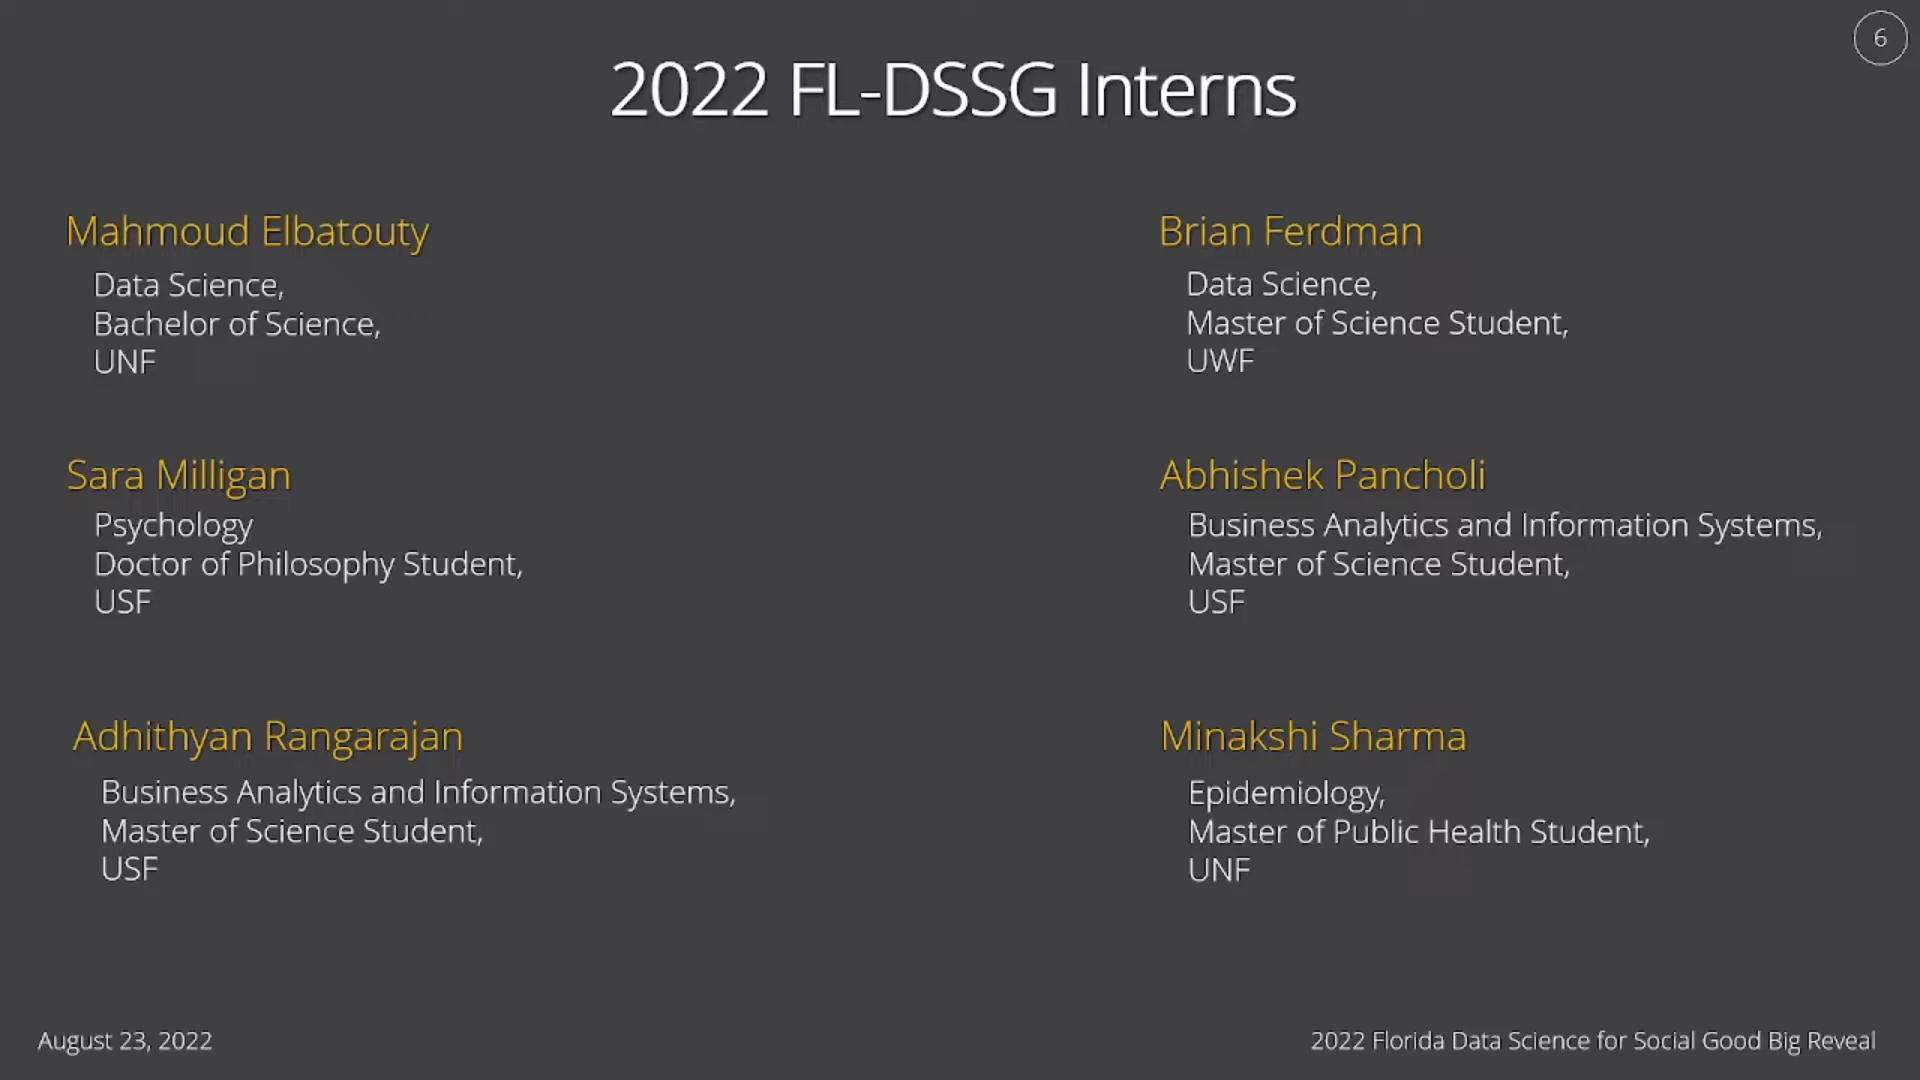 6
2022 FL-DSSG Interns
Mahmoud Elbatouty
Data Science,
Bachelor of Science,
UNF
Brian Ferdman
Data Science,
Master of Science Student,
UWF
Sara Milligan
Psychology
Doctor of Philosophy Student,
USF
Abhishek Pancholi
Business Analytics and Information Systems,
Master of Science Student,
USF
Adhithyan Rangarajan
Business Analytics and Information Systems,
Master of Science Student,
USF
Minakshi Sharma
Epidemiology,
Master of Public Health Student,
UNF
August 23, 2022
2022 Florida Data Science for Social Good Big Reveal